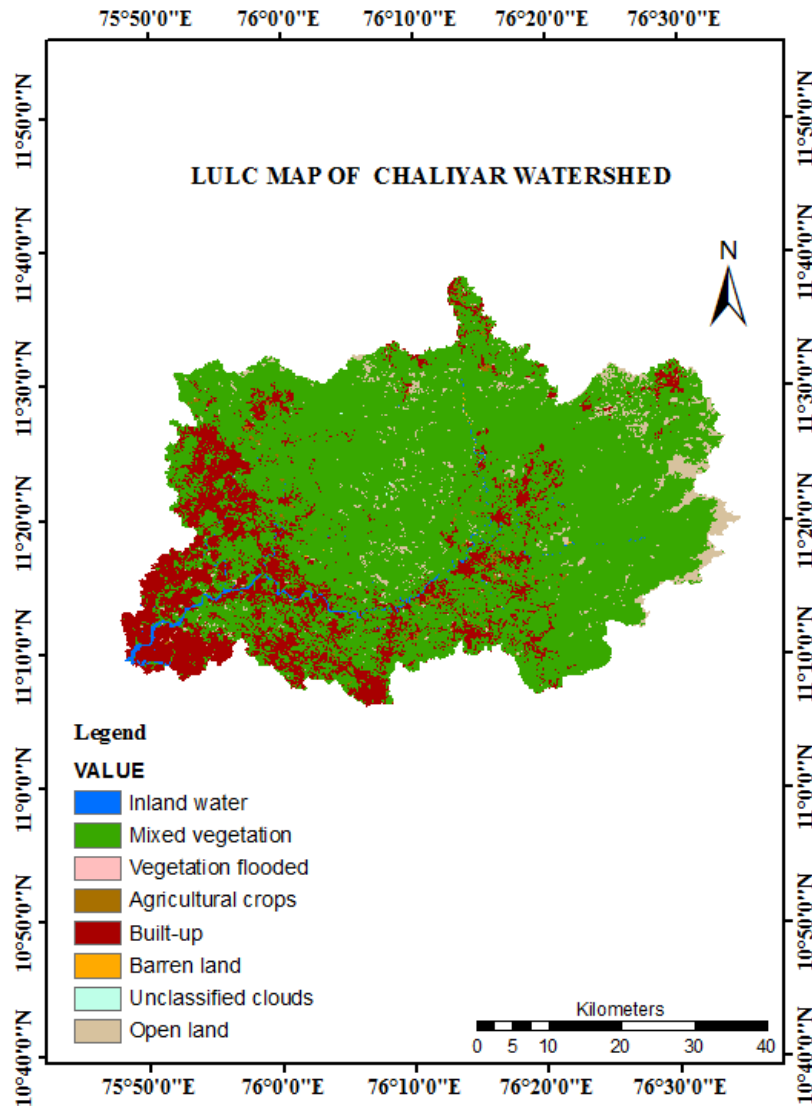 75°50'0"E 76°0'0"E 76°10'0"E 76°20'0"E 76°30'0"E
11°50'0"N 11°50'0"N
LULC MAP OF CHALIYAR WATERSHED
11°40'0"N 11°40'0"N
N
11°30'0"N 11°30'0"N
11°20'0"N 11°20'0"N
11°10'0"N 11°10'0"N
Legend
VALUE
11°0'0"N 11°0'0"N
Inland water
Mixed vegetation
Vegetation flooded
Agricultural crops
10°50'0"N 10°50'0"N
Built-up
Barren land
Unclassified clouds
Open land
Kilometers
0 5 10 20 30 40
10°40'0"N 10°40'0"N
75°50'0"E 76°0'0"E 76°10'0"E 76°20'0"E 76°30'0"E